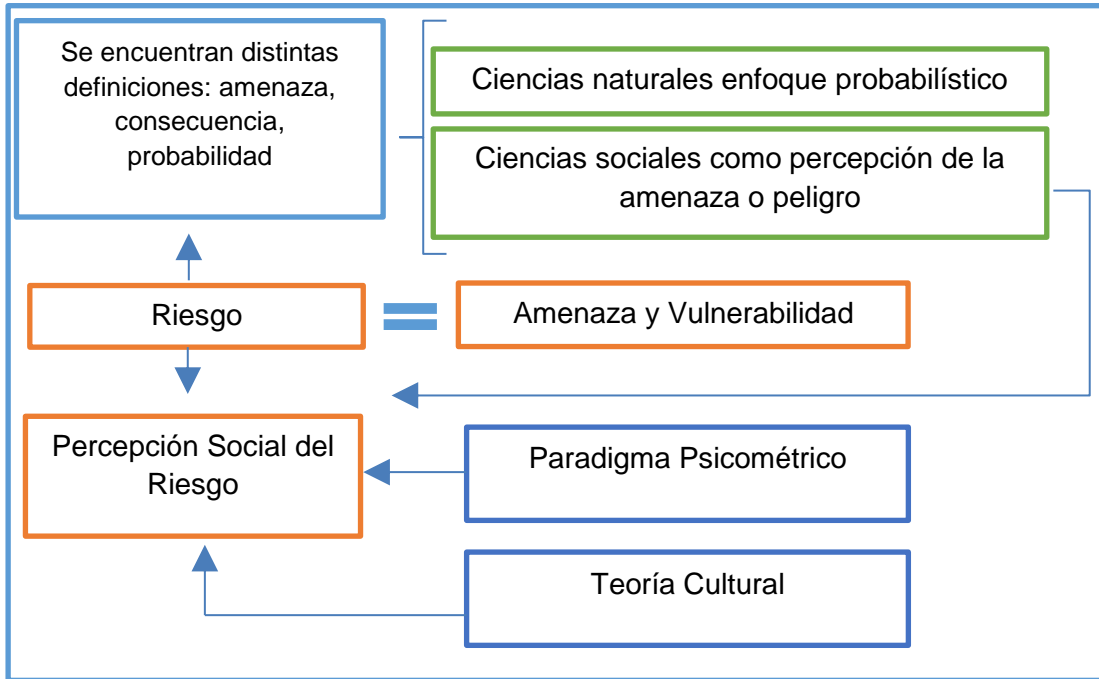 Se encuentran distintas
definiciones: amenaza,
consecuencia,
probabilidad
Ciencias naturales enfoque probabilístico
Ciencias sociales como percepción de la
amenaza o peligro
Riesgo
Amenaza y Vulnerabilidad
Percepción Social del
Riesgo
Paradigma Psicométrico
Teoría Cultural